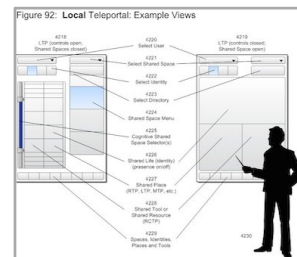 Figure 92: Local Teleportal: Example Views
4218
LTP (controls open,
Shared Spaces closed)
4220
Select User
4221
Select Shared Space
4222
Select Identity
4223
Select Directory
4224
Shared Space Menu
4225
Cognitive Shared
Space Selector(s)
4226
Shared Life (Identity)
(presence on/off)
4227
Shared Place
(RTP, LTP, MTP, etc.)
4228
Shared Tool or
Shared Resource
(RCTP)
4229
Spaces, Identities,
Places and Tools
4219
LTP (controls closed,
Shared Space open)
4230